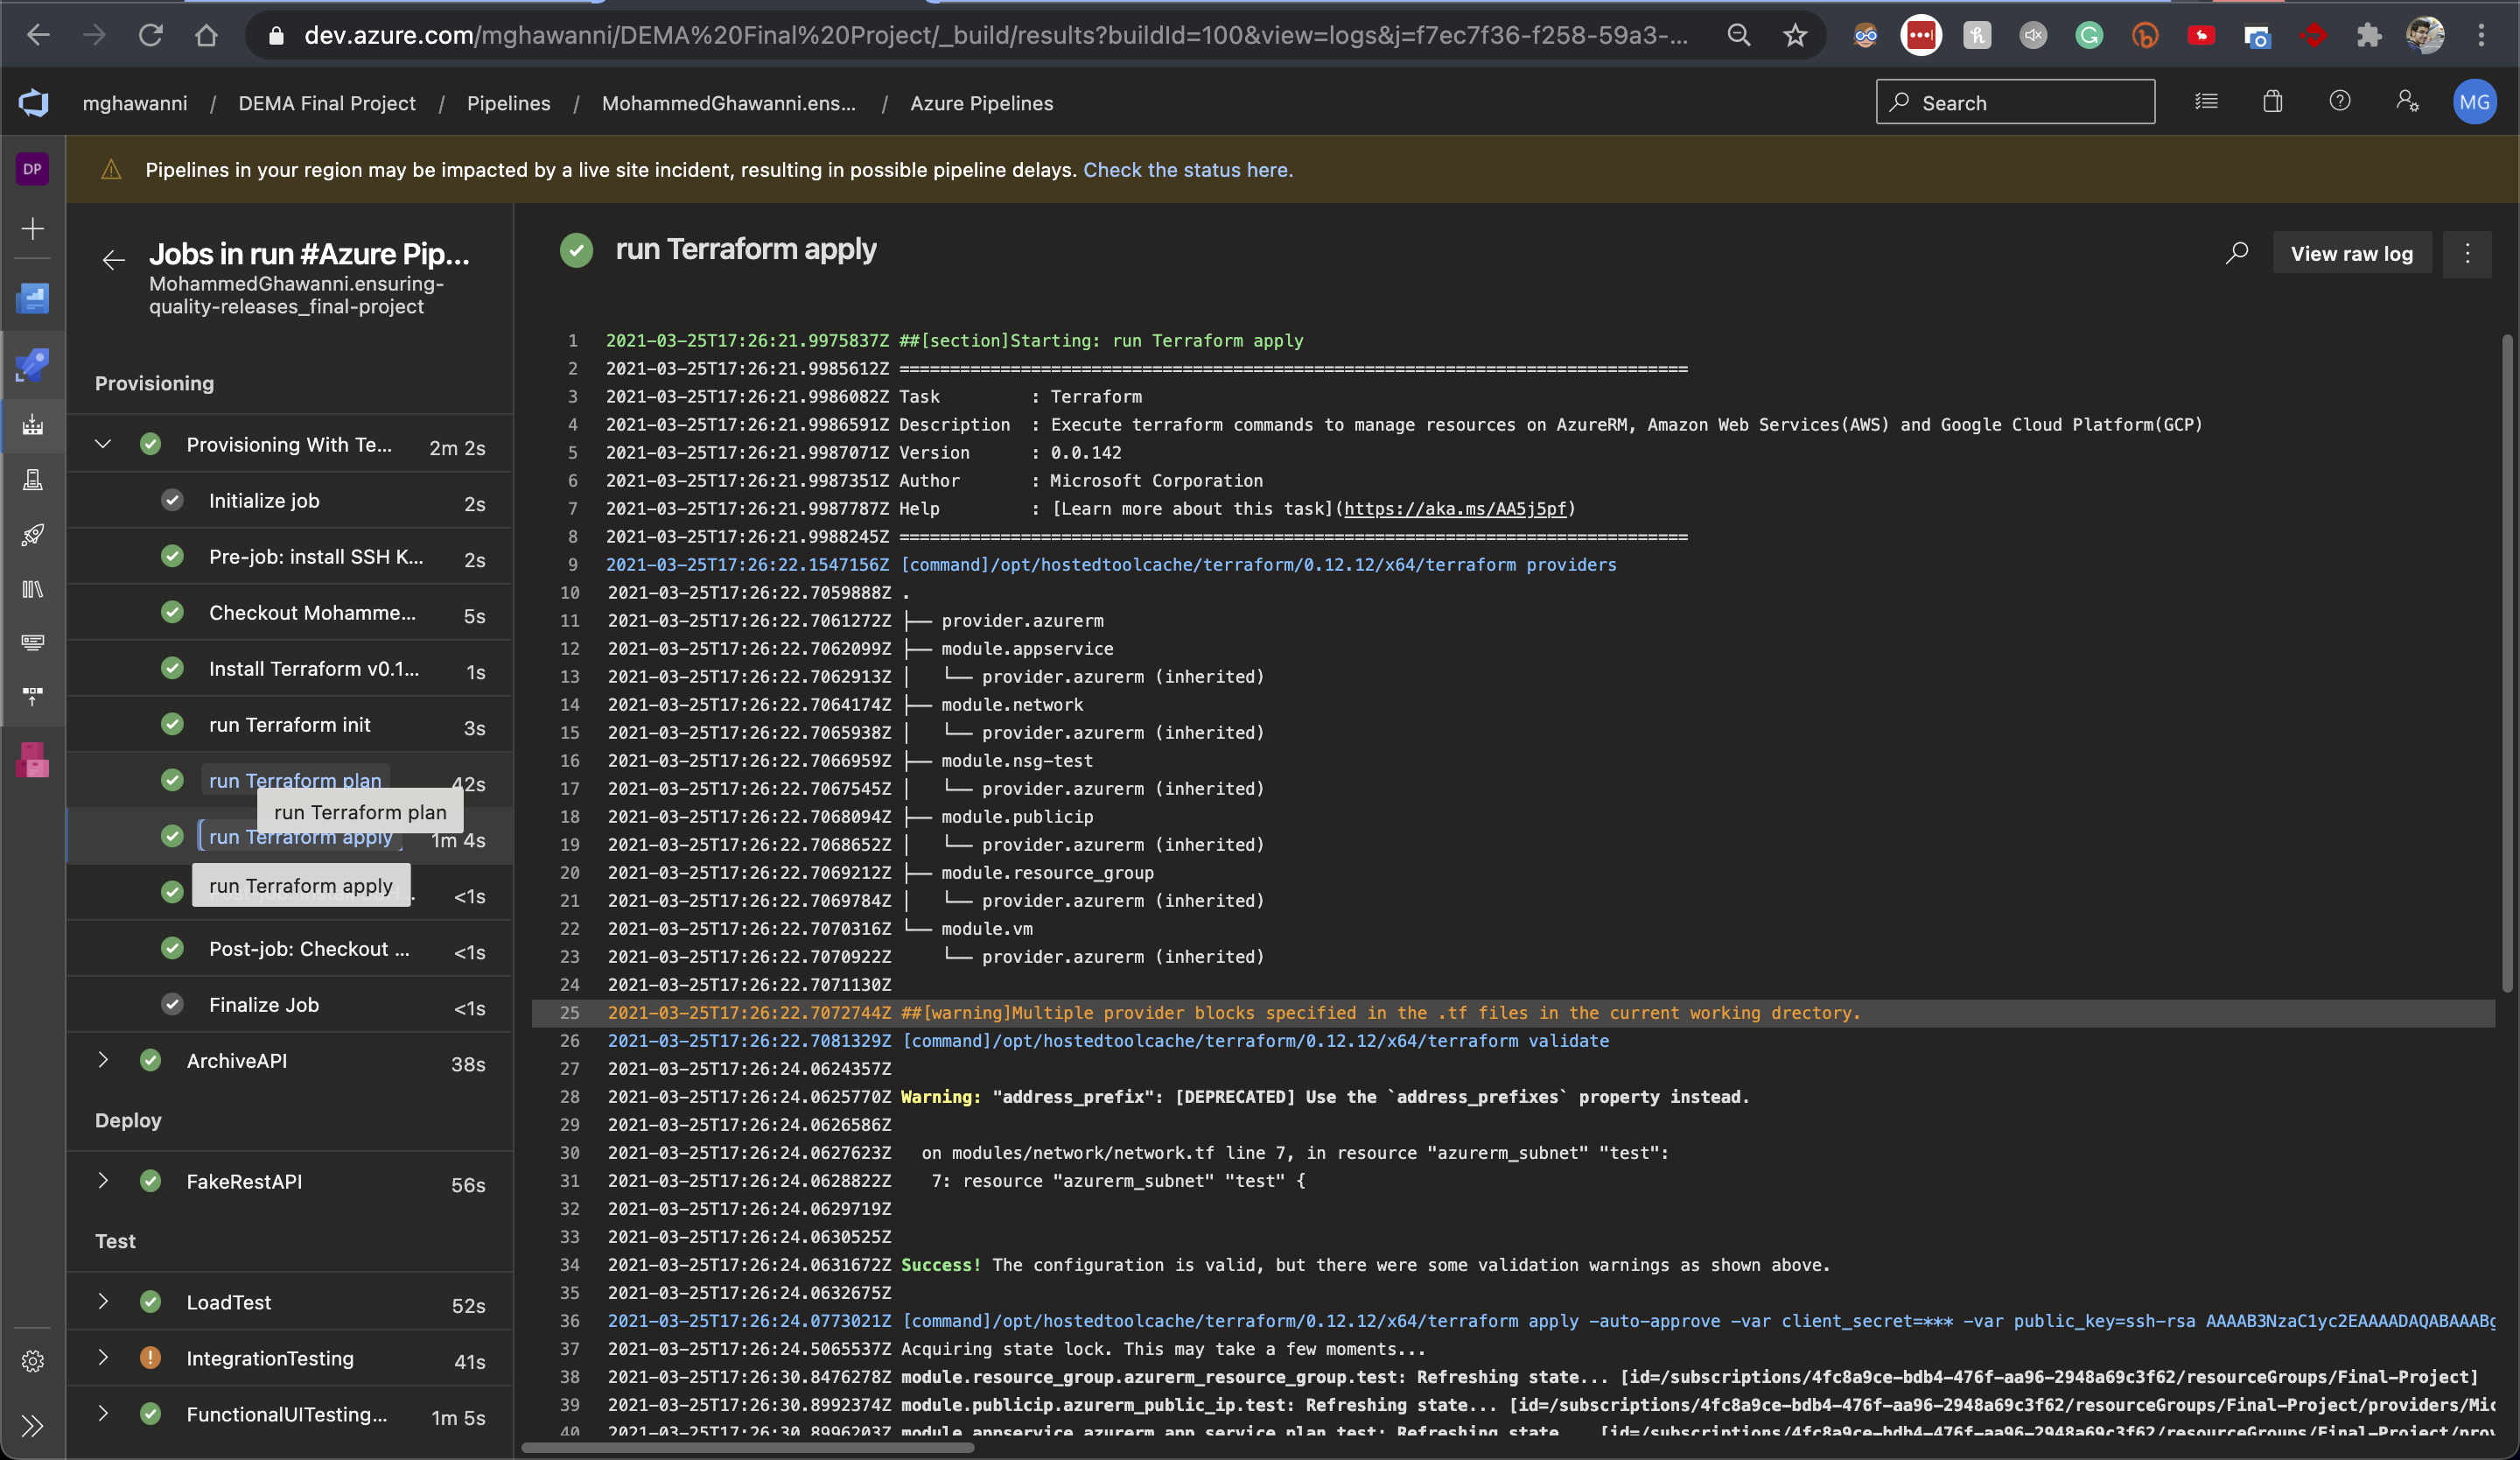 dev.azure.com/mghawanni/DEMA%20Final%20Project/_build/results?buildId=100&view=logs&j=f7ec7f36-f258-59a3-...
mghawanni / DEMA Final Project / Pipelines / MohammedGhawanni.ens... / Azure Pipelines
Search
MG
DP
Pipelines in your region may be impacted by a live site incident, resulting in possible pipeline delays. Check the status here.
Jobs in run #Azure Pip...
MohammedGhawanni.ensuring-
quality-releases_final-project
Provisioning
Provisioning With Te... 2m 2s
Initialize job 2s
Pre-job: install SSH K... 2s
Checkout Mohamme... 5s
Install Terraform v0.1... 1s
run Terraform init 3s
run Terraform plan 42s
run Terraform plan
run Terraform apply 1m 4s
run Terraform apply
<1s
Post-job: Checkout ... <1s
Finalize Job <1s
ArchiveAPI 38s
Deploy
FakeRestAPI 56s
Test
LoadTest 52s
IntegrationTesting 41s
FunctionalUITesting... 1m 5s
run Terraform apply
View raw log
1 2021-03-25T17:26:21.9975837Z ##[section]Starting: run Terraform apply
2 2021-03-25T17:26:21.9985612Z ==============================================================================
3 2021-03-25T17:26:21.9986082Z Task         : Terraform
4 2021-03-25T17:26:21.9986591Z Description  : Execute terraform commands to manage resources on AzureRM, Amazon Web Services(AWS) and Google Cloud Platform(GCP)
5 2021-03-25T17:26:21.9987071Z Version      : 0.0.142
6 2021-03-25T17:26:21.9987351Z Author       : Microsoft Corporation
7 2021-03-25T17:26:21.9987787Z Help         : [Learn more about this task](https://aka.ms/AA5j5pf)
8 2021-03-25T17:26:21.9988245Z ==============================================================================
9 2021-03-25T17:26:22.1547156Z [command]/opt/hostedtoolcache/terraform/0.12.12/x64/terraform providers
10 2021-03-25T17:26:22.7059888Z .
11 2021-03-25T17:26:22.7061272Z ├── provider.azurerm
12 2021-03-25T17:26:22.7062099Z ├── module.appservice
13 2021-03-25T17:26:22.7062913Z │   └── provider.azurerm (inherited)
14 2021-03-25T17:26:22.7064174Z ├── module.network
15 2021-03-25T17:26:22.7065938Z │   └── provider.azurerm (inherited)
16 2021-03-25T17:26:22.7066959Z ├── module.nsg-test
17 2021-03-25T17:26:22.7067545Z │   └── provider.azurerm (inherited)
18 2021-03-25T17:26:22.7068094Z ├── module.publicip
19 2021-03-25T17:26:22.7068652Z │   └── provider.azurerm (inherited)
20 2021-03-25T17:26:22.7069212Z ├── module.resource_group
21 2021-03-25T17:26:22.7069784Z │   └── provider.azurerm (inherited)
22 2021-03-25T17:26:22.7070316Z └── module.vm
23 2021-03-25T17:26:22.7070922Z     └── provider.azurerm (inherited)
24 2021-03-25T17:26:22.7071130Z
25 2021-03-25T17:26:22.7072744Z ##[warning]Multiple provider blocks specified in the .tf files in the current working drectory.
26 2021-03-25T17:26:22.7081329Z [command]/opt/hostedtoolcache/terraform/0.12.12/x64/terraform validate
27 2021-03-25T17:26:24.0624357Z
28 2021-03-25T17:26:24.0625770Z Warning: "address_prefix": [DEPRECATED] Use the `address_prefixes` property instead.
29 2021-03-25T17:26:24.0626586Z
30 2021-03-25T17:26:24.0627623Z   on modules/network/network.tf line 7, in resource "azurerm_subnet" "test":
31 2021-03-25T17:26:24.0628822Z    7: resource "azurerm_subnet" "test" {
32 2021-03-25T17:26:24.0629719Z
33 2021-03-25T17:26:24.0630525Z
34 2021-03-25T17:26:24.0631672Z Success! The configuration is valid, but there were some validation warnings as shown above.
35 2021-03-25T17:26:24.0632675Z
36 2021-03-25T17:26:24.0773021Z [command]/opt/hostedtoolcache/terraform/0.12.12/x64/terraform apply -auto-approve -var client_secret=*** -var public_key=ssh-rsa AAAAB3NzaC1yc2EAAAADAQABAAABg
37 2021-03-25T17:26:24.5065537Z Acquiring state lock. This may take a few moments...
38 2021-03-25T17:26:30.8476278Z module.resource_group.azurerm_resource_group.test: Refreshing state... [id=/subscriptions/4fc8a9ce-bdb4-476f-aa96-2948a69c3f62/resourceGroups/Final-Project]
39 2021-03-25T17:26:30.8992374Z module.publicip.azurerm_public_ip.test: Refreshing state... [id=/subscriptions/4fc8a9ce-bdb4-476f-aa96-2948a69c3f62/resourceGroups/Final-Project/providers/Mic
40 2021-03-25T17:26:30.8996203Z module.appservice.azurerm_app_service_plan.test: Refreshing state... [id=/subscriptions/4fc8a9ce-bdb4-476f-aa96-2948a69c3f62/resourceGroups/Final-Project/prov